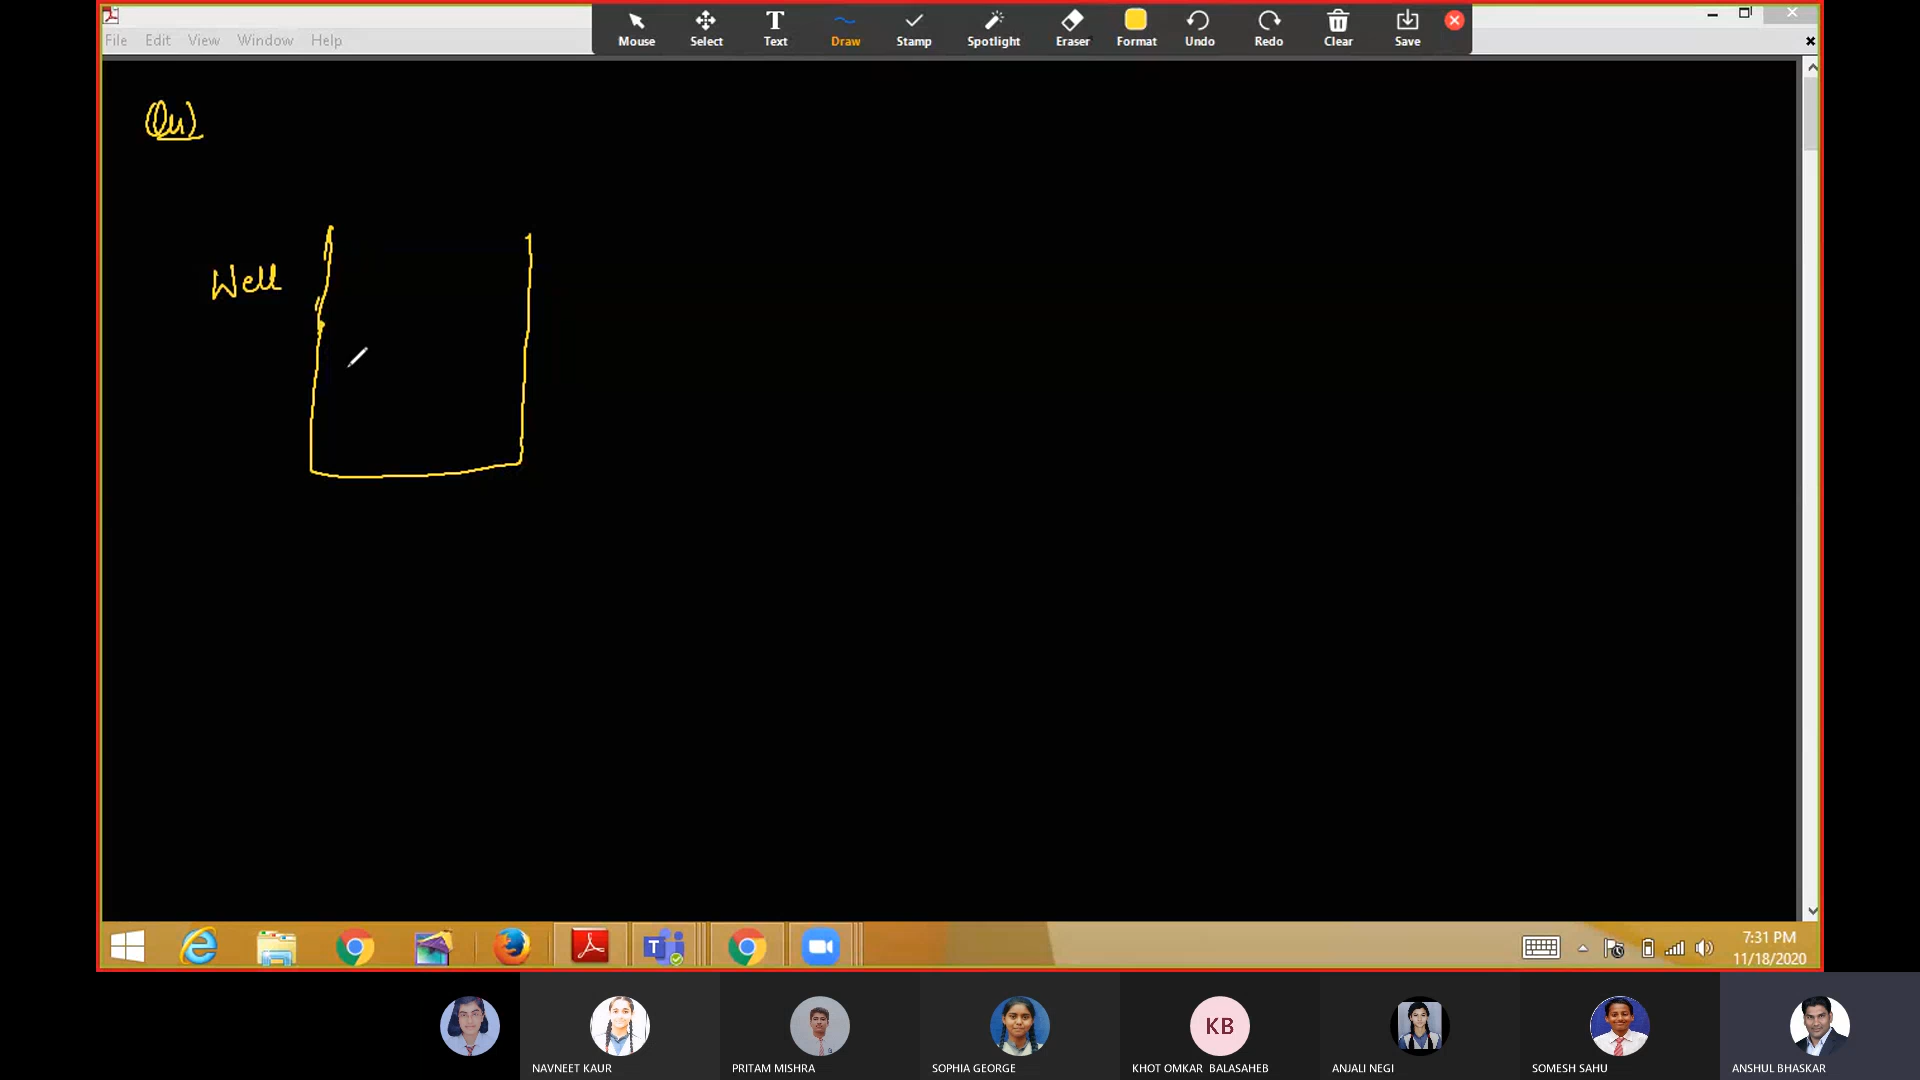 Mouse Select Text Draw Stamp Spotlight Eraser Format Undo Redo Clear Save
File Edit View Window Help
Well
7:31 PM
11/18/2020
KB
NAVNEET KAUR PRITAM MISHRA SOPHIA GEORGE KHOT OMKAR BALASAHEB ANJALI NEGI SOMESH SAHU ANSHUL BHASKAR